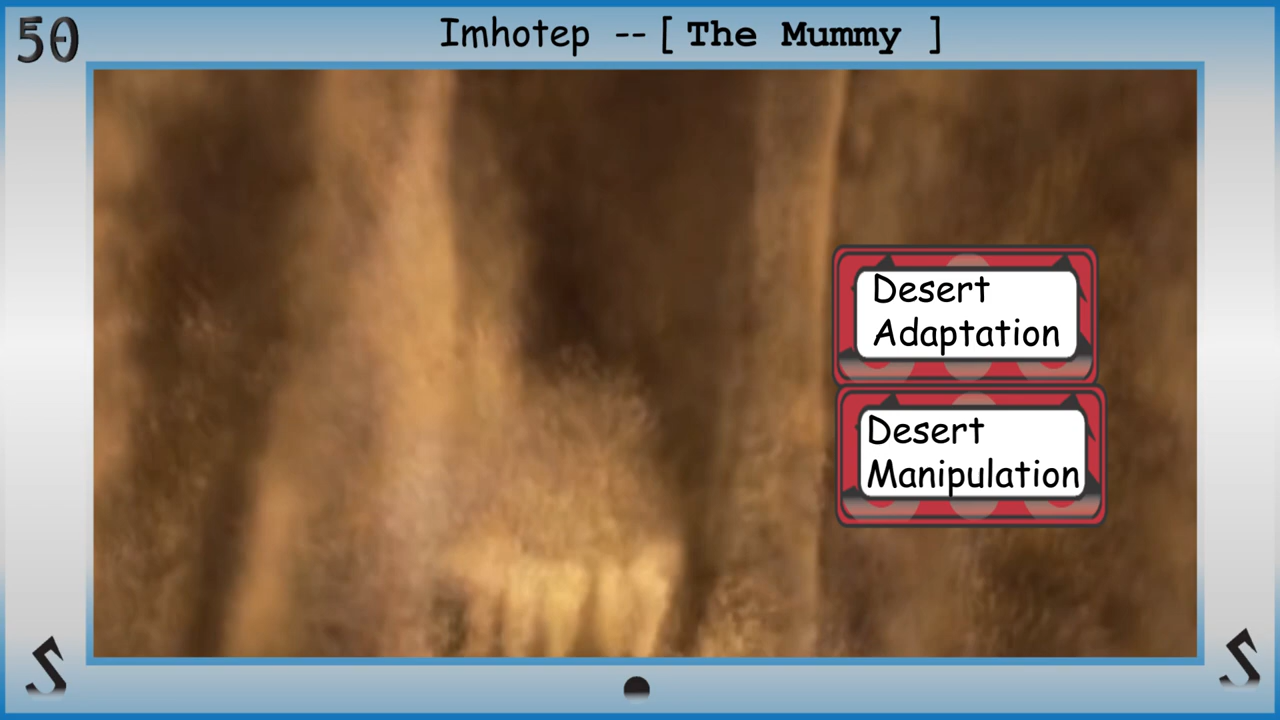 50
Imhotep -- [ The Mummy ]
Desert
Adaptation
Desert
Manipulation